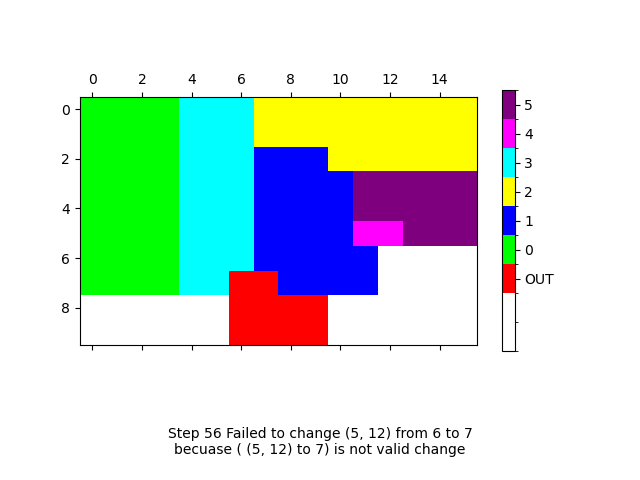 0 2 4 6 8 10 12 14
0
2
4
6
8
5
4
3
2
1
0
OUT
Step 56 Failed to change (5, 12) from 6 to 7
becuase ( (5, 12) to 7) is not valid change